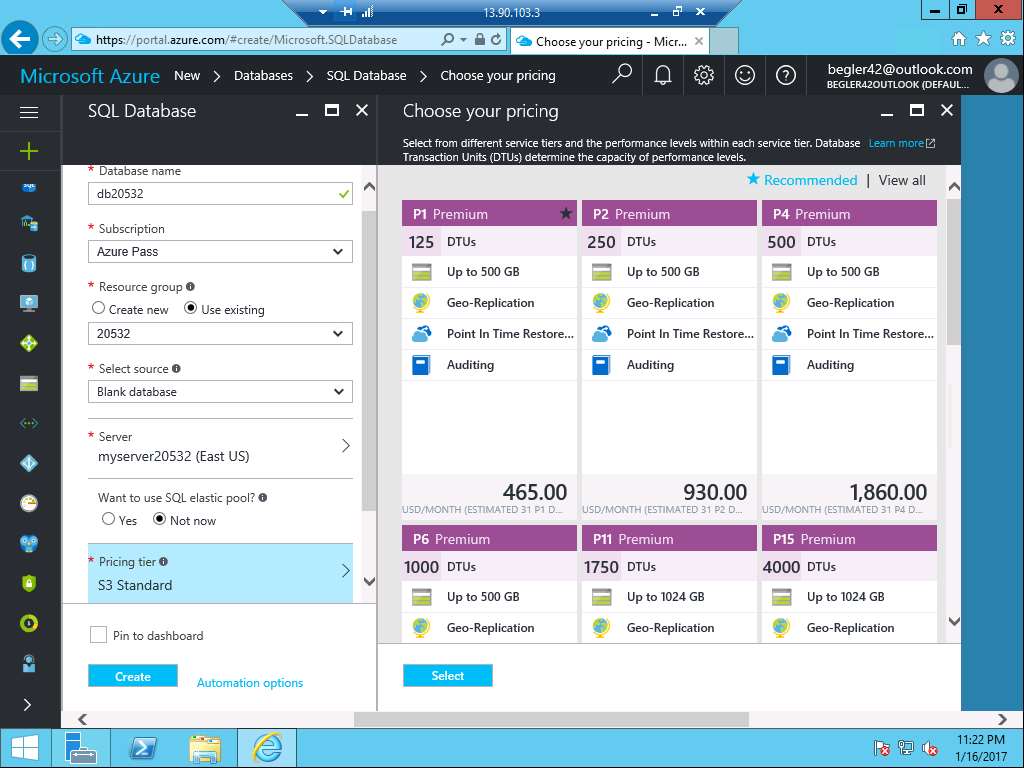 13.90.103.3
https://portal.azure.com/#create/Microsoft.SQLDatabase
Choose your pricing - Micr...
Microsoft Azure New > Databases > SQL Database > Choose your pricing
begler42@outlook.com
BEGLER42OUTLOOK (DEFAUL...
SQL Database
* Database name
db20532
* Subscription
Azure Pass
* Resource group
Create new Use existing
20532
* Select source
Blank database
* Server
myserver20532 (East US)
Want to use SQL elastic pool?
Yes Not now
* Pricing tier
S3 Standard
Pin to dashboard
Create Automation options
Choose your pricing
Select from different service tiers and the performance levels within each service tier. Database Learn more
Transaction Units (DTUs) determine the capacity of performance levels.
Recommended | View all
P1 Premium
125 DTUs
Up to 500 GB
Geo-Replication
Point In Time Restore...
Auditing
465.00
USD/MONTH (ESTIMATED 31 P1 D...
P2 Premium
250 DTUs
Up to 500 GB
Geo-Replication
Point In Time Restore...
Auditing
930.00
USD/MONTH (ESTIMATED 31 P2 D...
P4 Premium
500 DTUs
Up to 500 GB
Geo-Replication
Point In Time Restore...
Auditing
1,860.00
USD/MONTH (ESTIMATED 31 P4 D...
P6 Premium
1000 DTUs
Up to 500 GB
Geo-Replication
P11 Premium
1750 DTUs
Up to 1024 GB
Geo-Replication
P15 Premium
4000 DTUs
Up to 1024 GB
Geo-Replication
Select
11:22 PM
1/16/2017